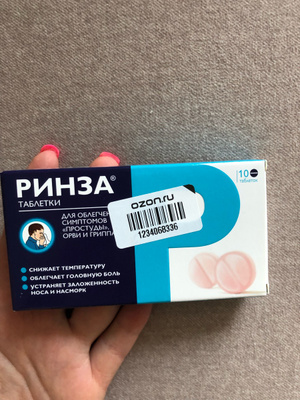 РИНЗА®
ТАБЛЕТКИ
10
таблеток
ozon.ru
1234068336
ДЛЯ ОБЛЕГЧЕН
СИМПТОМОВ
«ПРОСТУДЫ»,
ОРВИ И ГРИППА
СНИЖАЕТ ТЕМПЕРАТУРУ
ОБЛЕГЧАЕТ ГОЛОВНУЮ БОЛЬ
УСТРАНЯЕТ ЗАЛОЖЕННОСТЬ
НОСА И НАСМОРК
Р